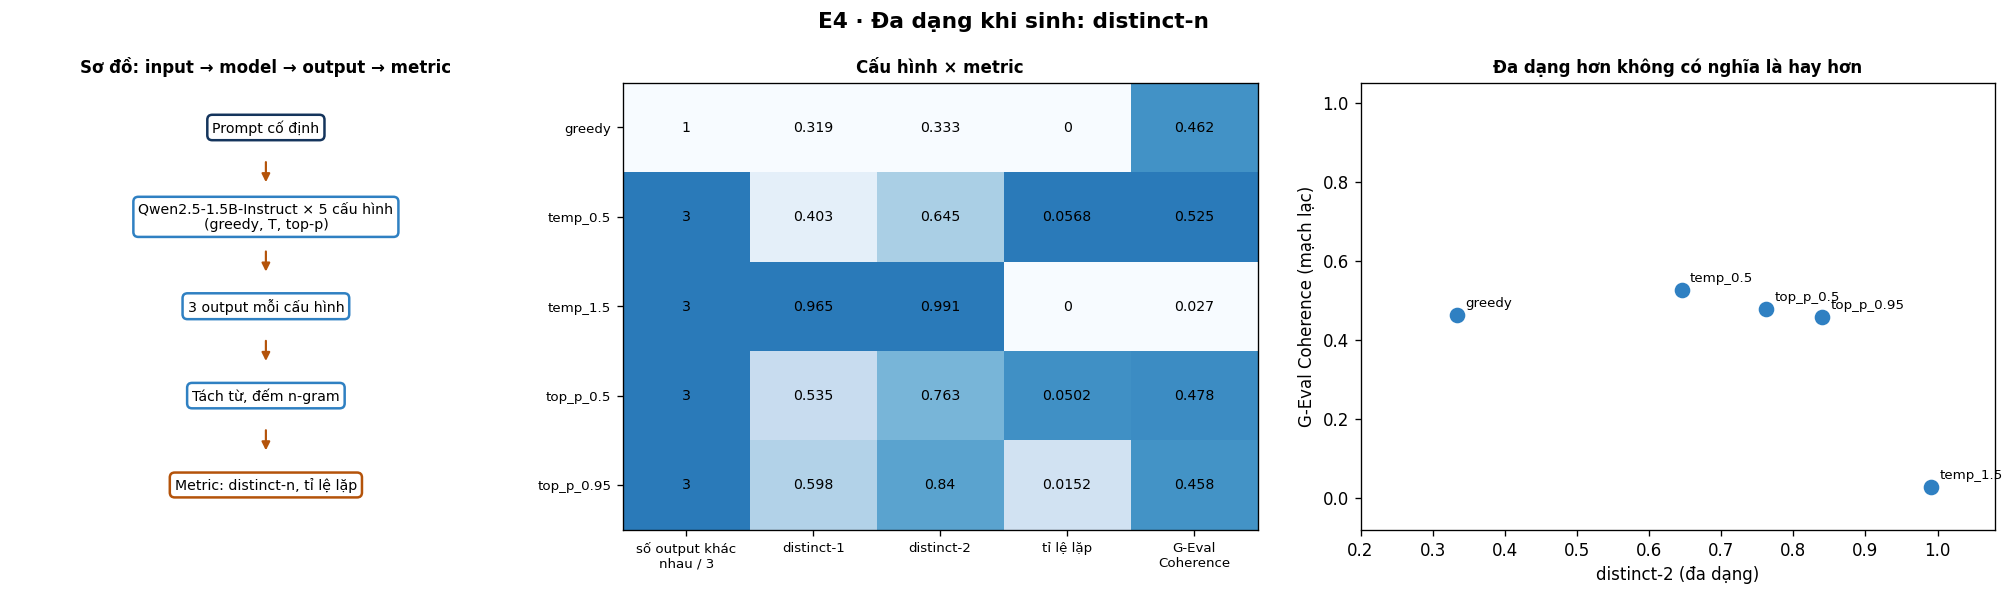 E4 · Đa dạng khi sinh: distinct-n
Sơ đồ: input → model → output → metric
Prompt cố định
Qwen2.5-1.5B-Instruct × 5 cấu hình
(greedy, T, top-p)
3 output mỗi cấu hình
Tách từ, đếm n-gram
Metric: distinct-n, tỉ lệ lặp
Cấu hình × metric
greedy 1 0.319 0.333 0 0.462
temp_0.5 3 0.403 0.645 0.0568 0.525
temp_1.5 3 0.965 0.991 0 0.027
top_p_0.5 3 0.535 0.763 0.0502 0.478
top_p_0.95 3 0.598 0.84 0.0152 0.458
số output khác
nhau / 3
distinct-1
distinct-2
tỉ lệ lặp
G-Eval
Coherence
Đa dạng hơn không có nghĩa là hay hơn
G-Eval Coherence (mạch lạc)
1.0
0.8
0.6
0.4
0.2
0.0
greedy
temp_0.5
top_p_0.5
top_p_0.95
temp_1.5
0.2 0.3 0.4 0.5 0.6 0.7 0.8 0.9 1.0
distinct-2 (đa dạng)